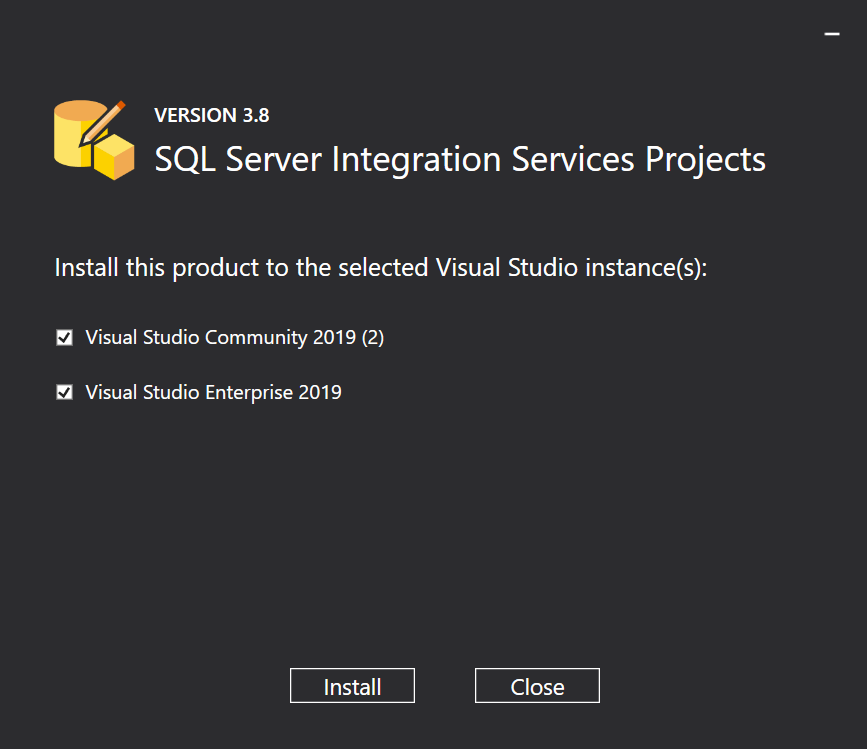 VERSION 3.8
SQL Server Integration Services Projects
Install this product to the selected Visual Studio instance(s):
Visual Studio Community 2019 (2)
Visual Studio Enterprise 2019
Install
Close